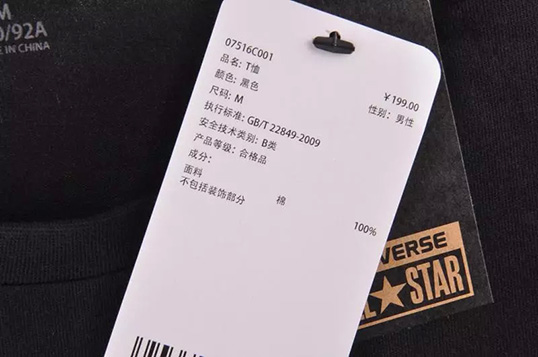 M
0/92A
IN CHINA
07516C001
品名: T恤
颜色: 黑色
尺码: M
执行标准: GB/T 22849-2009
安全技术类别: B类
产品等级: 合格品
成分:
面料
不包括装饰部分 棉 100%
￥199.00
性别: 男性
VERSE
STAR